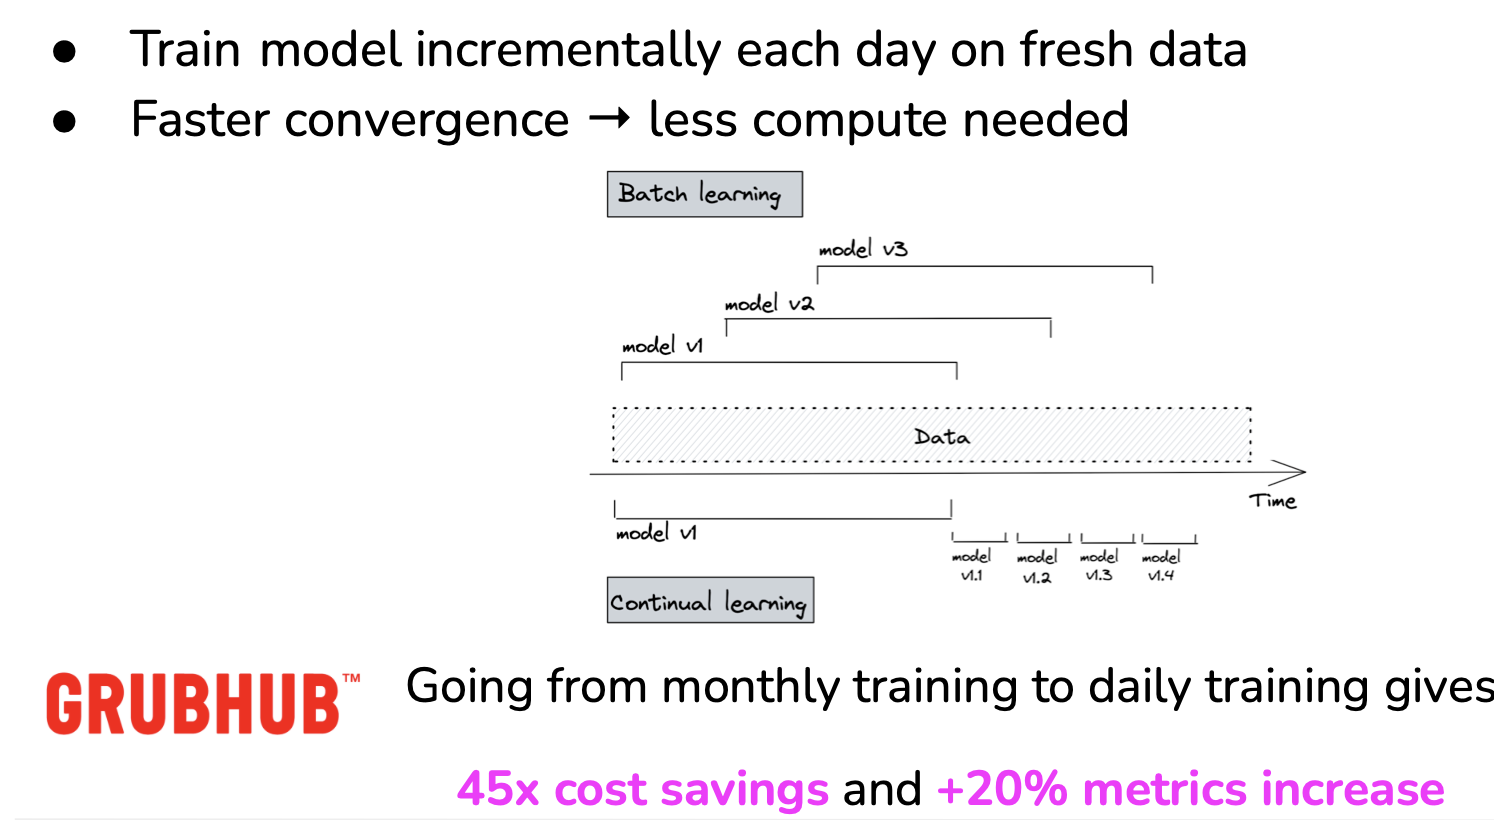 ● Train model incrementally each day on fresh data
● Faster convergence → less compute needed
Batch learning
model v3
model v2
model v1
Data
Time
model v1
model v1.1
model v1.2
model v1.3
model v1.4
Continual learning
GRUBHUB™
Going from monthly training to daily training gives
45x cost savings and +20% metrics increase